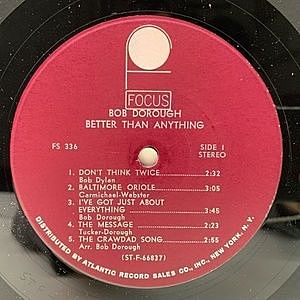 FOCUS
BOB DOROUGH
BETTER THAN ANYTHING
FS 336
SIDE 1
STEREO
1. DON'T THINK TWICE..............2:32
Bob Dylan
2. BALTIMORE ORIOLE..............3:05
Carmichael-Webster
3. I'VE GOT JUST ABOUT
EVERYTHING........................3:45
Bob Dorough
4. THE MESSAGE......................2:23
Tucker-Dorough
5. THE CRAWDAD SONG............2:55
Arr. Bob Dorough
(ST-F-66837)
DISTRIBUTED BY ATLANTIC RECORD SALES CO., INC., NEW YORK, N.Y.